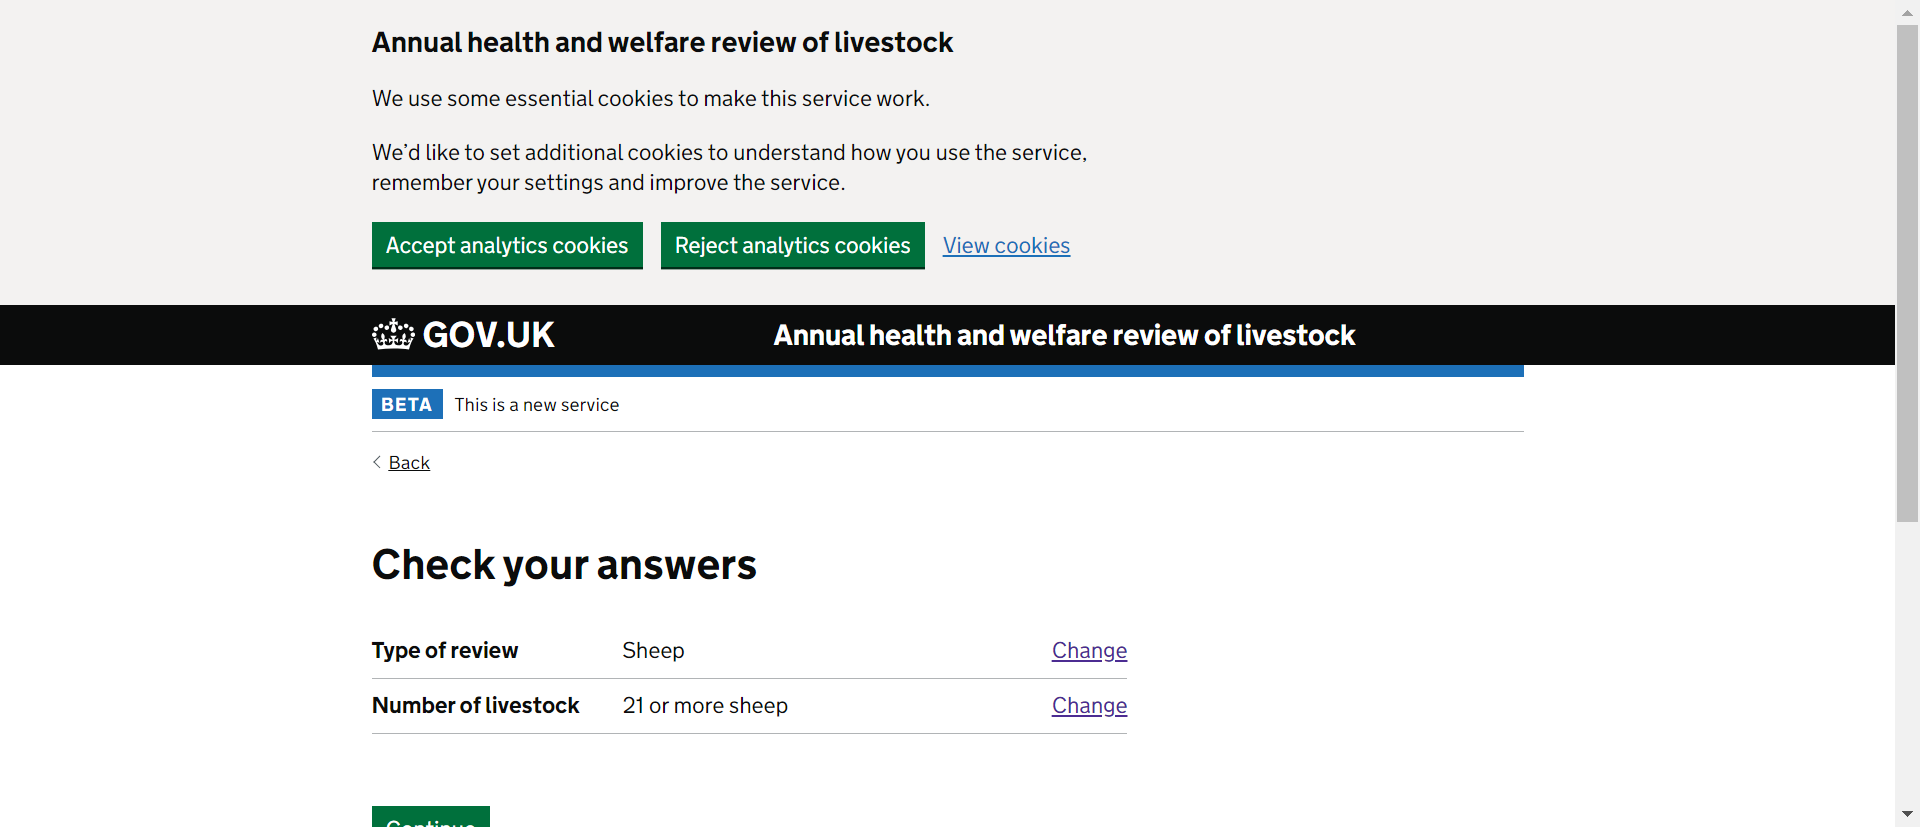 Annual health and welfare review of livestock
We use some essential cookies to make this service work.
We’d like to set additional cookies to understand how you use the service,
remember your settings and improve the service.
Accept analytics cookies Reject analytics cookies View cookies
GOV.UK Annual health and welfare review of livestock
BETA This is a new service
Back
Check your answers
Type of review Sheep Change
Number of livestock 21 or more sheep Change
Continue